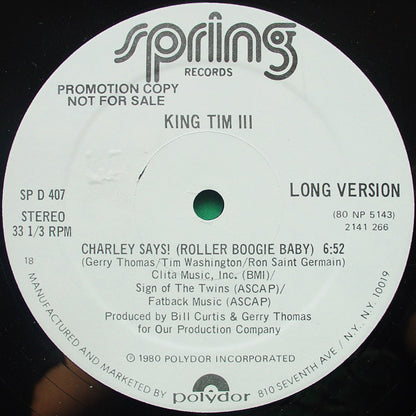 spring
RECORDS
PROMOTION COPY
NOT FOR SALE
KING TIM III
SP D 407
LONG VERSION
STEREO
33 1/3 RPM
(80 NP 5143)
2141 266
CHARLEY SAYS! (ROLLER BOOGIE BABY) 6:52
18
(Gerry Thomas/Tim Washington/Ron Saint Germain)
Clita Music, Inc. (BMI)/
Sign of The Twins (ASCAP)/
Fatback Music (ASCAP)
Produced by Bill Curtis & Gerry Thomas
for Our Production Company
℗ 1980 POLYDOR INCORPORATED
MANUFACTURED AND MARKETED BY polydor 810 SEVENTH AVE / N.Y. N.Y. 10019